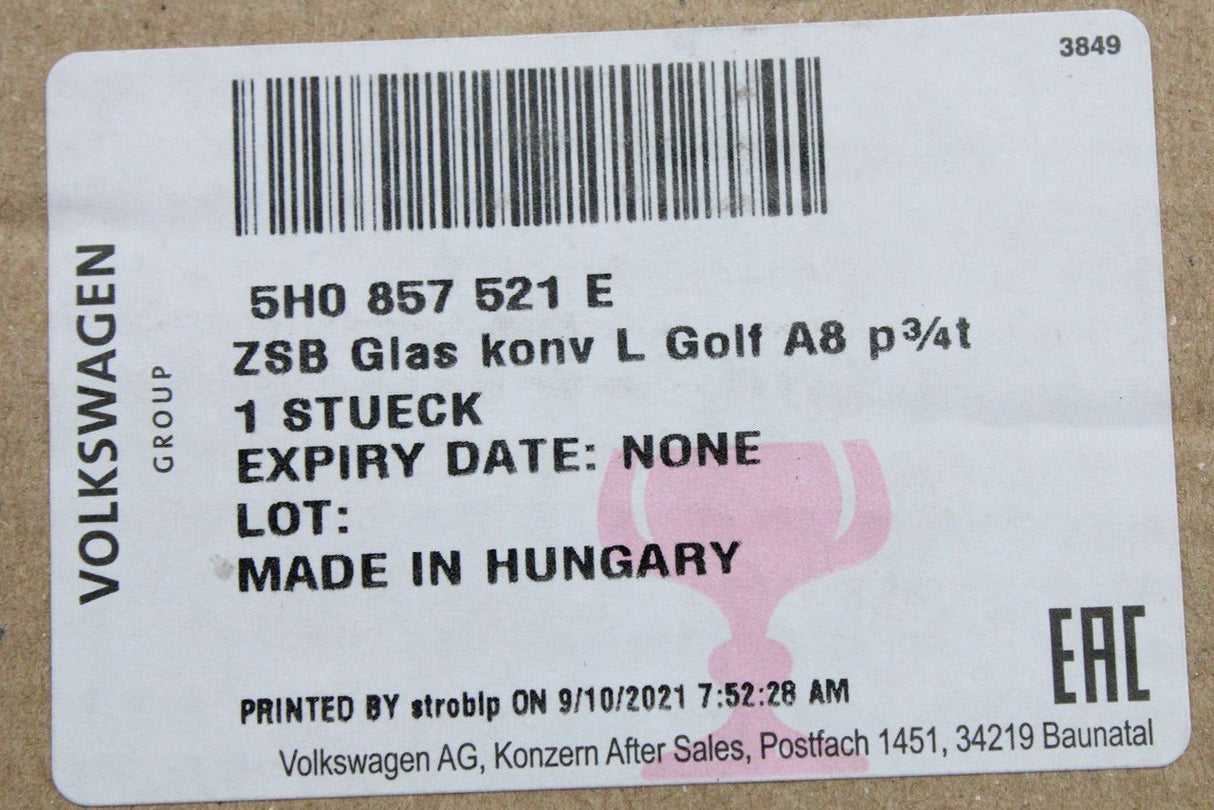 3849
VOLKSWAGEN
GROUP
5H0 857 521 E
ZSB Glas konv L Golf A8 p¾t
1 STUECK
EXPIRY DATE: NONE
LOT:
MADE IN HUNGARY
EAC
PRINTED BY stroblp ON 9/10/2021 7:52:28 AM
Volkswagen AG, Konzern After Sales, Postfach 1451, 34219 Baunatal